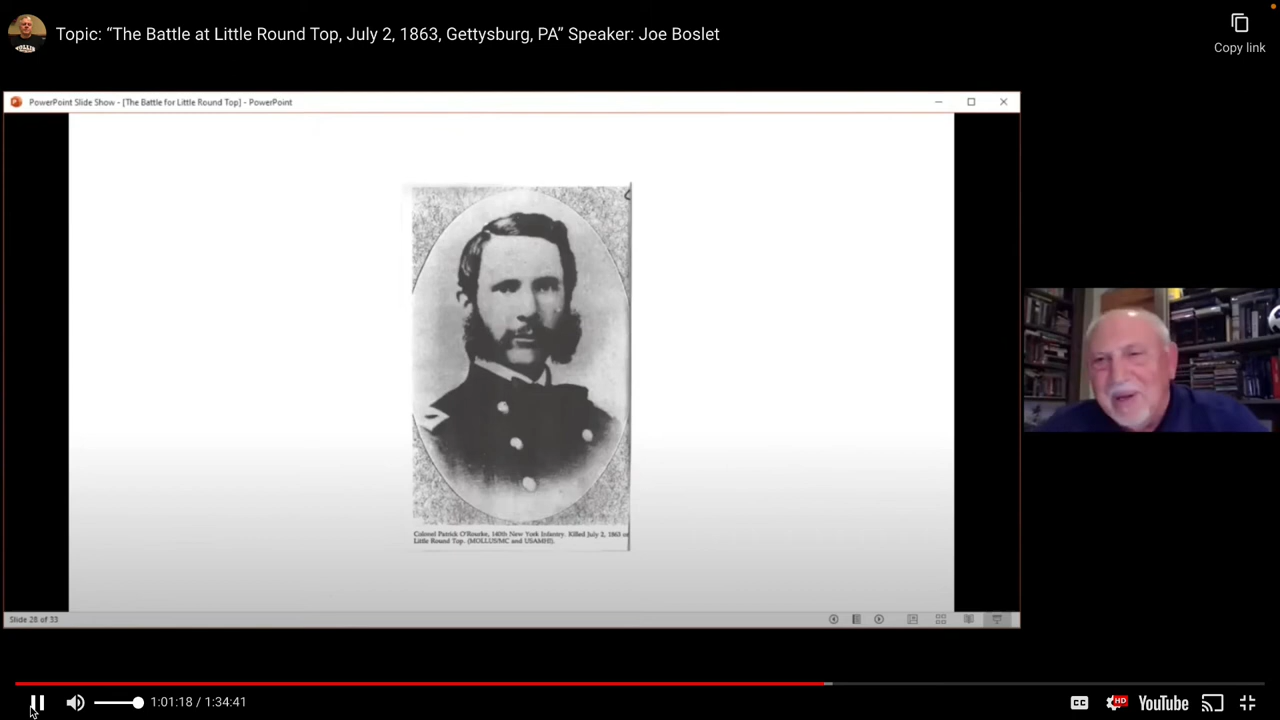 Topic: “The Battle at Little Round Top, July 2, 1863, Gettysburg, PA” Speaker: Joe Boslet
Copy link
PowerPoint Slide Show - [The Battle for Little Round Top] - PowerPoint
Colonel Patrick O'Rourke, 140th New York Infantry. Killed July 2, 1863 on
Little Round Top. (MOLLUS/MC and USAMHI).
Slide 28 of 33
1:01:18 / 1:34:41
CC
HD
YouTube